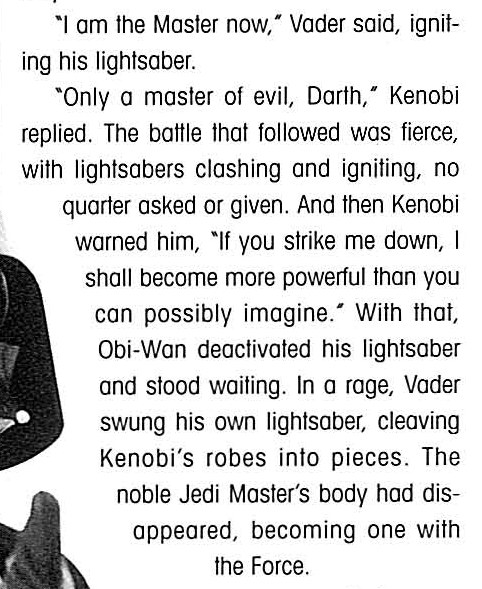 "I am the Master now," Vader said, ignit-
ing his lightsaber.
"Only a master of evil, Darth," Kenobi
replied. The battle that followed was fierce,
with lightsabers clashing and igniting, no
quarter asked or given. And then Kenobi
warned him, "If you strike me down, I
shall become more powerful than you
can possibly imagine." With that,
Obi-Wan deactivated his lightsaber
and stood waiting. In a rage, Vader
swung his own lightsaber, cleaving
Kenobi's robes into pieces. The
noble Jedi Master's body had dis-
appeared, becoming one with
the Force.